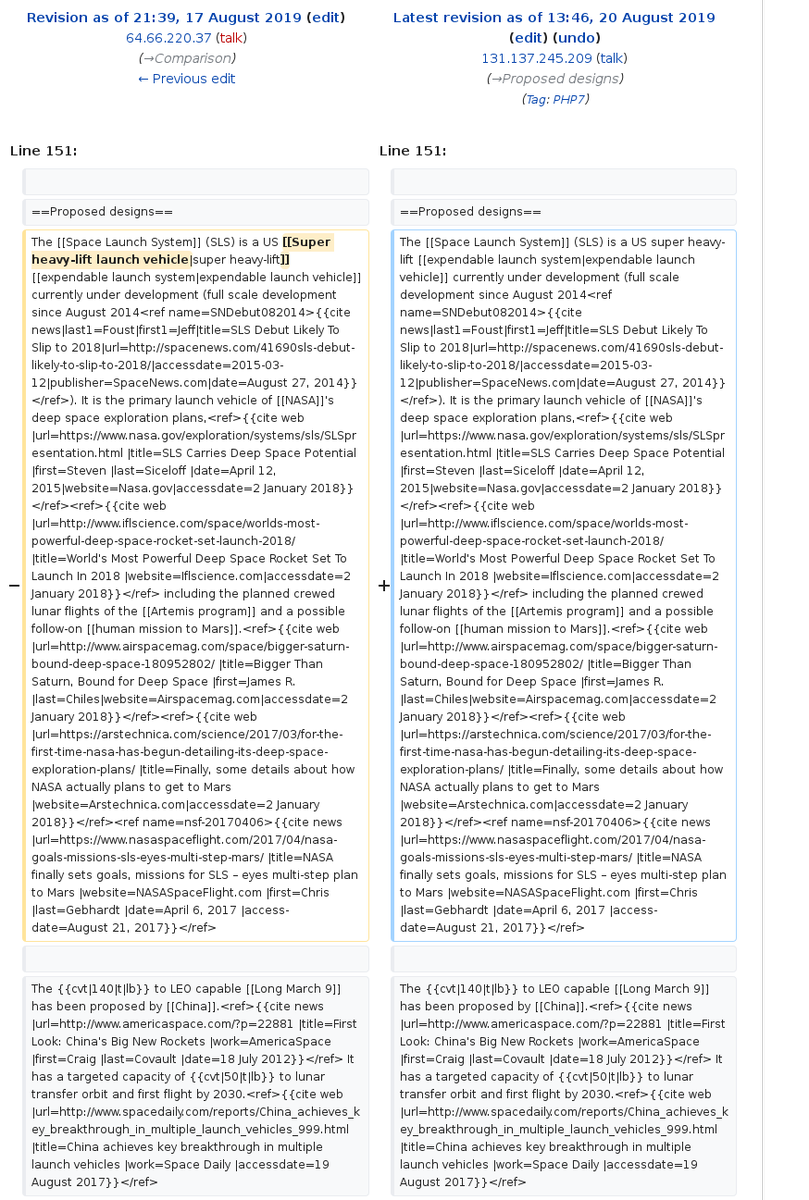 Revision as of 21:39, 17 August 2019 (edit)
64.66.220.37 (talk)
(→Comparison)
← Previous edit
Latest revision as of 13:46, 20 August 2019
(edit) (undo)
131.137.245.209 (talk)
(→Proposed designs)
(Tag: PHP7)
Line 151:
==Proposed designs==
−
The [[Space Launch System]] (SLS) is a US [[Super
heavy-lift launch vehicle|super heavy-lift]]
[[expendable launch system|expendable launch vehicle]]
currently under development (full scale development
since August 2014<ref
name=SNDebut082014>{{cite
news|last1=Foust|first1=Jeff|title=SLS Debut Likely To
Slip to 2018|url=http://spacenews.com/41690sls-debut-
likely-to-slip-to-2018/|accessdate=2015-03-
12|publisher=SpaceNews.com|date=August 27, 2014}}
</ref>). It is the primary launch vehicle of [[NASA]]'s
deep space exploration plans,<ref>{{cite web
|url=https://www.nasa.gov/exploration/systems/sls/SLSpr
esentation.html |title=SLS Carries Deep Space Potential
|first=Steven |last=Siceloff |date=April 12,
2015|website=Nasa.gov|accessdate=2 January 2018}}
</ref><ref>{{cite web
|url=http://www.iflscience.com/space/worlds-most-
powerful-deep-space-rocket-set-launch-2018/
|title=World's Most Powerful Deep Space Rocket Set To
Launch In 2018 |website=Iflscience.com|accessdate=2
January 2018}}</ref> including the planned crewed
lunar flights of the [[Artemis program]] and a possible
follow-on [[human mission to Mars]].<ref>{{cite web
|url=http://www.airspacemag.com/space/bigger-saturn-
bound-deep-space-180952802/ |title=Bigger Than
Saturn, Bound for Deep Space |first=James R.
|last=Chiles|website=Airspacemag.com|accessdate=2
January 2018}}</ref><ref>{{cite web
|url=https://arstechnica.com/science/2017/03/for-the-
first-time-nasa-has-begun-detailing-its-deep-space-
exploration-plans/ |title=Finally, some details about how
NASA actually plans to get to Mars
|website=Arstechnica.com|accessdate=2 January
2018}}</ref><ref name=nsf-20170406>{{cite news
|url=https://www.nasaspaceflight.com/2017/04/nasa-
goals-missions-sls-eyes-multi-step-mars/ |title=NASA
finally sets goals, missions for SLS – eyes multi-step plan
to Mars |website=NASASpaceFlight.com |first=Chris
|last=Gebhardt |date=April 6, 2017 |access-
date=August 21, 2017}}</ref>
The {{cvt|140|t|lb}} to LEO capable [[Long March 9]]
has been proposed by [[China]].<ref>{{cite news
|url=http://www.americaspace.com/?p=22881 |title=First
Look: China's Big New Rockets |work=AmericaSpace
|first=Craig |last=Covault |date=18 July 2012}}</ref> It
has a targeted capacity of {{cvt|50|t|lb}} to lunar
transfer orbit and first flight by 2030.<ref>{{cite web
|url=http://www.spacedaily.com/reports/China_achieves_k
ey_breakthrough_in_multiple_launch_vehicles_999.html
|title=China achieves key breakthrough in multiple
launch vehicles |work=Space Daily |accessdate=19
August 2017}}</ref>
Line 151:
==Proposed designs==
+
The [[Space Launch System]] (SLS) is a US super heavy-
lift [[expendable launch system|expendable launch
vehicle]] currently under development (full scale
development since August 2014<ref
name=SNDebut082014>{{cite
news|last1=Foust|first1=Jeff|title=SLS Debut Likely To
Slip to 2018|url=http://spacenews.com/41690sls-debut-
likely-to-slip-to-2018/|accessdate=2015-03-
12|publisher=SpaceNews.com|date=August 27, 2014}}
</ref>). It is the primary launch vehicle of [[NASA]]'s
deep space exploration plans,<ref>{{cite web
|url=https://www.nasa.gov/exploration/systems/sls/SLSpr
esentation.html |title=SLS Carries Deep Space Potential
|first=Steven |last=Siceloff |date=April 12,
2015|website=Nasa.gov|accessdate=2 January 2018}}
</ref><ref>{{cite web
|url=http://www.iflscience.com/space/worlds-most-
powerful-deep-space-rocket-set-launch-2018/
|title=World's Most Powerful Deep Space Rocket Set To
Launch In 2018 |website=Iflscience.com|accessdate=2
January 2018}}</ref> including the planned crewed
lunar flights of the [[Artemis program]] and a possible
follow-on [[human mission to Mars]].<ref>{{cite web
|url=http://www.airspacemag.com/space/bigger-saturn-
bound-deep-space-180952802/ |title=Bigger Than
Saturn, Bound for Deep Space |first=James R.
|last=Chiles|website=Airspacemag.com|accessdate=2
January 2018}}</ref><ref>{{cite web
|url=https://arstechnica.com/science/2017/03/for-the-
first-time-nasa-has-begun-detailing-its-deep-space-
exploration-plans/ |title=Finally, some details about how
NASA actually plans to get to Mars
|website=Arstechnica.com|accessdate=2 January
2018}}</ref><ref name=nsf-20170406>{{cite news
|url=https://www.nasaspaceflight.com/2017/04/nasa-
goals-missions-sls-eyes-multi-step-mars/ |title=NASA
finally sets goals, missions for SLS – eyes multi-step plan
to Mars |website=NASASpaceFlight.com |first=Chris
|last=Gebhardt |date=April 6, 2017 |access-
date=August 21, 2017}}</ref>
The {{cvt|140|t|lb}} to LEO capable [[Long March 9]]
has been proposed by [[China]].<ref>{{cite news
|url=http://www.americaspace.com/?p=22881 |title=First
Look: China's Big New Rockets |work=AmericaSpace
|first=Craig |last=Covault |date=18 July 2012}}</ref> It
has a targeted capacity of {{cvt|50|t|lb}} to lunar
transfer orbit and first flight by 2030.<ref>{{cite web
|url=http://www.spacedaily.com/reports/China_achieves_k
ey_breakthrough_in_multiple_launch_vehicles_999.html
|title=China achieves key breakthrough in multiple
launch vehicles |work=Space Daily |accessdate=19
August 2017}}</ref>